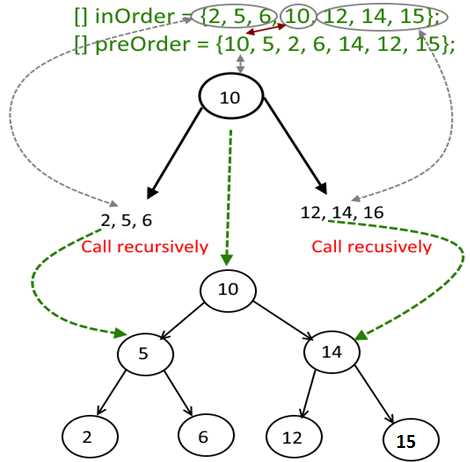 [] inOrder = {2, 5, 6, 10, 12, 14, 15};
[] preOrder = {10, 5, 2, 6, 14, 12, 15};
10
2, 5, 6
12, 14, 16
Call recursively
Call recusively
10
5
14
2
6
12
15